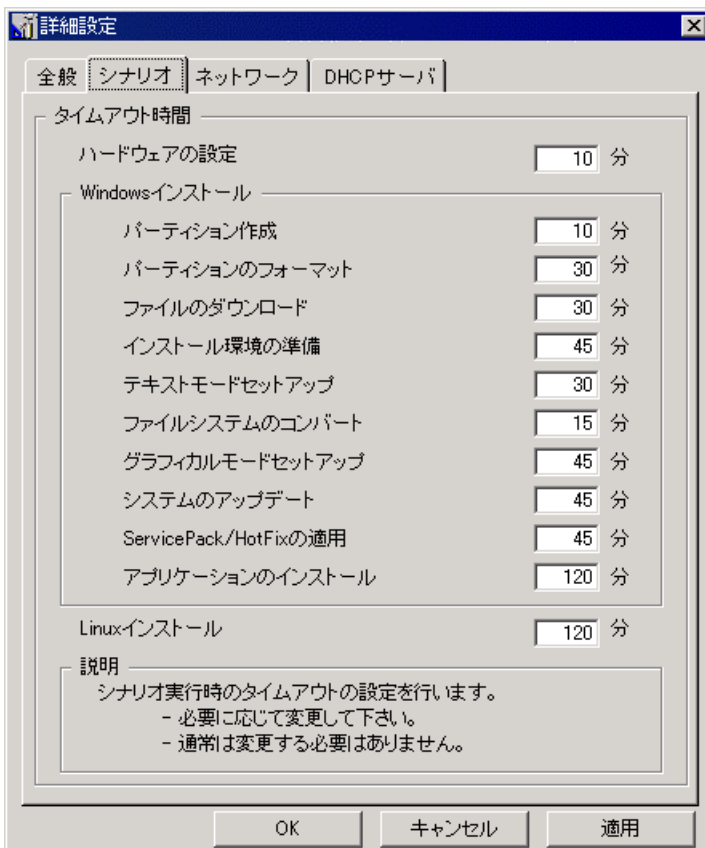 詳細設定
全般 シナリオ ネットワーク DHCPサーバ
タイムアウト時間
ハードウェアの設定 10 分
Windowsインストール
パーティション作成 10 分
パーティションのフォーマット 30 分
ファイルのダウンロード 30 分
インストール環境の準備 45 分
テキストモードセットアップ 30 分
ファイルシステムのコンバート 15 分
グラフィカルモードセットアップ 45 分
システムのアップデート 45 分
ServicePack/HotFixの適用 45 分
アプリケーションのインストール 120 分
Linuxインストール 120 分
説明
シナリオ実行時のタイムアウトの設定を行います。
- 必要に応じて変更して下さい。
- 通常は変更する必要はありません。
OK キャンセル 適用